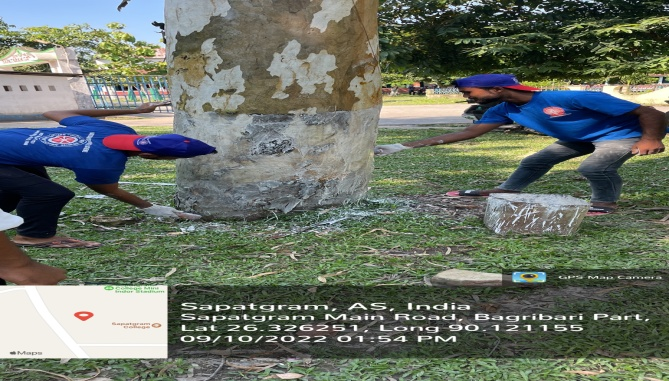 GPS Map Camera
College Mini
Indor Stadium
Sapatgram
College
Maps
Sapatgram, AS, India
Sapatgram Main Road, Bagribari Part,
Lat 26.326251, Long 90.121155
09/10/2022 01:54 PM